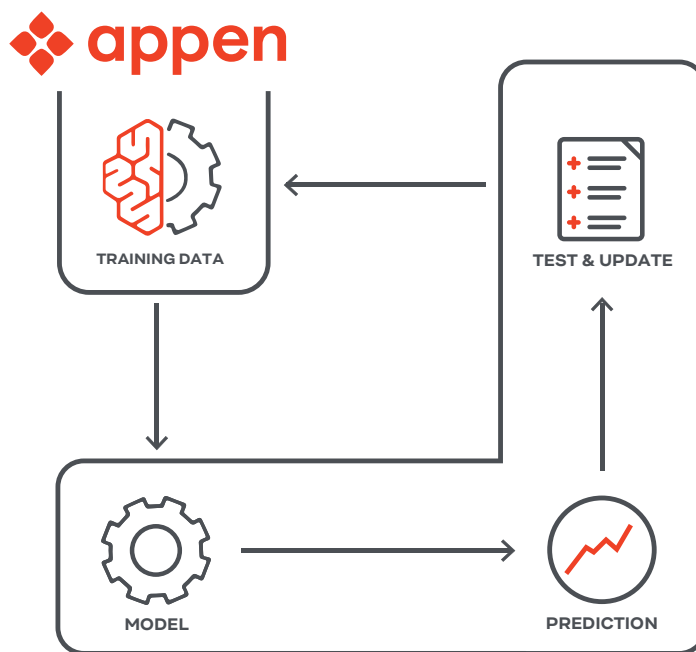 appen
TRAINING DATA
TEST & UPDATE
MODEL
PREDICTION